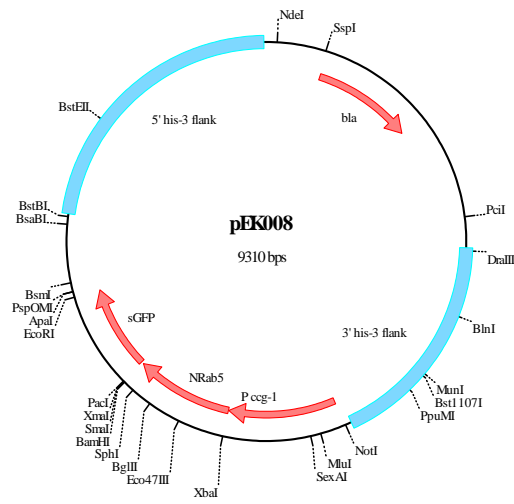 NdeI
SspI
bla
BstEII
5' his-3 flank
BstBI
BsaBI
PciI
pEK008
9310 bps
DraIII
BsmI
PspOMI
ApaI
EcoRI
sGFP
BlnI
3' his-3 flank
MunI
Bst1107I
PpuMI
NRab5
P ccg-1
PacI
XmaI
SmaI
BamHI
SphI
BglII
Eco47III
XbaI
NotI
MluI
SexAI